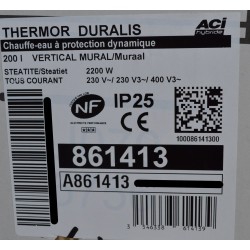 THERMOR DURALIS
ACI
hybride
Chauffe-eau à protection dynamique
200 l VERTICAL MURAL/Muraal
STEATITE/Steatiet 2200 W
TOUS COURANT 230 V~/ 230 V3~/ 400 V3~
NF
IP25
CE
100086141300
861413
A861413